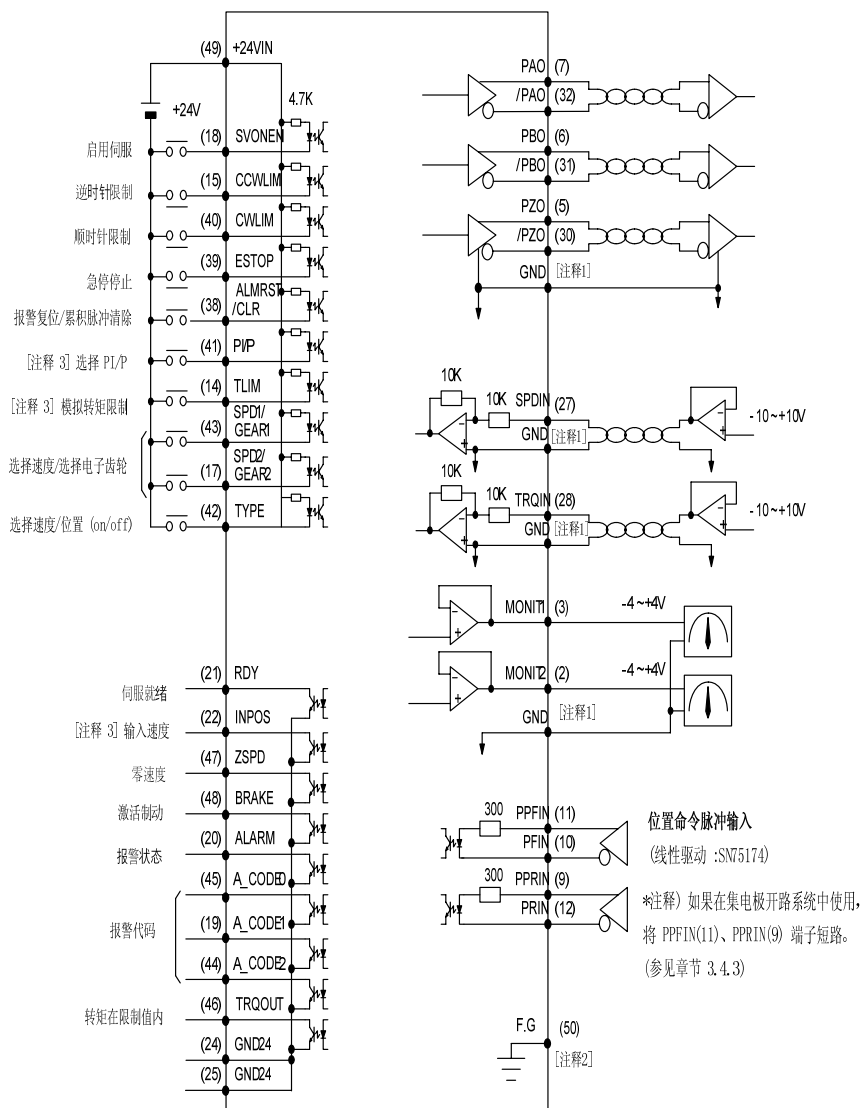 (49) +24VIN
+24V
4.7K
启用伺服 (18) SVONEN
逆时针限制 (15) CCWLIM
顺时针限制 (40) CWLIM
急停停止 (39) ESTOP
报警复位/累积脉冲清除 (38) ALMRST
/CLR
[注释 3] 选择 PI/P (41) PI/P
[注释 3] 模拟转矩限制 (14) TLIM
(43) SPD1/
GEAR1
选择速度/选择电子齿轮
(17) SPD2/
GEAR2
选择速度/位置 (on/off) (42) TYPE
伺服就绪 (21) RDY
[注释 3] 输入速度 (22) INPOS
零速度 (47) ZSPD
激活制动 (48) BRAKE
报警状态 (20) ALARM
(45) A_CODE0
报警代码 (19) A_CODE1
(44) A_CODE2
转矩在限制值内 (46) TRQOUT
(24) GND24
(25) GND24
PAO (7)
/PAO (32)
PBO (6)
/PBO (31)
PZO (5)
/PZO (30)
GND [注释1]
10K
10K SPDIN (27)
GND [注释1]
-10~+10V
10K
10K TRQIN (28)
GND [注释1]
-10~+10V
MONIT1 (3) -4~+4V
MONIT2 (2) -4~+4V
GND [注释1]
300 PPFIN (11)
PFIN (10)
300 PPRIN (9)
PRIN (12)
位置命令脉冲输入
(线性驱动 :SN75174)
*注释) 如果在集电极开路系统中使用,
将 PPFIN(11)、PPRIN(9) 端子短路。
(参见章节 3.4.3)
F.G (50)
[注释2]